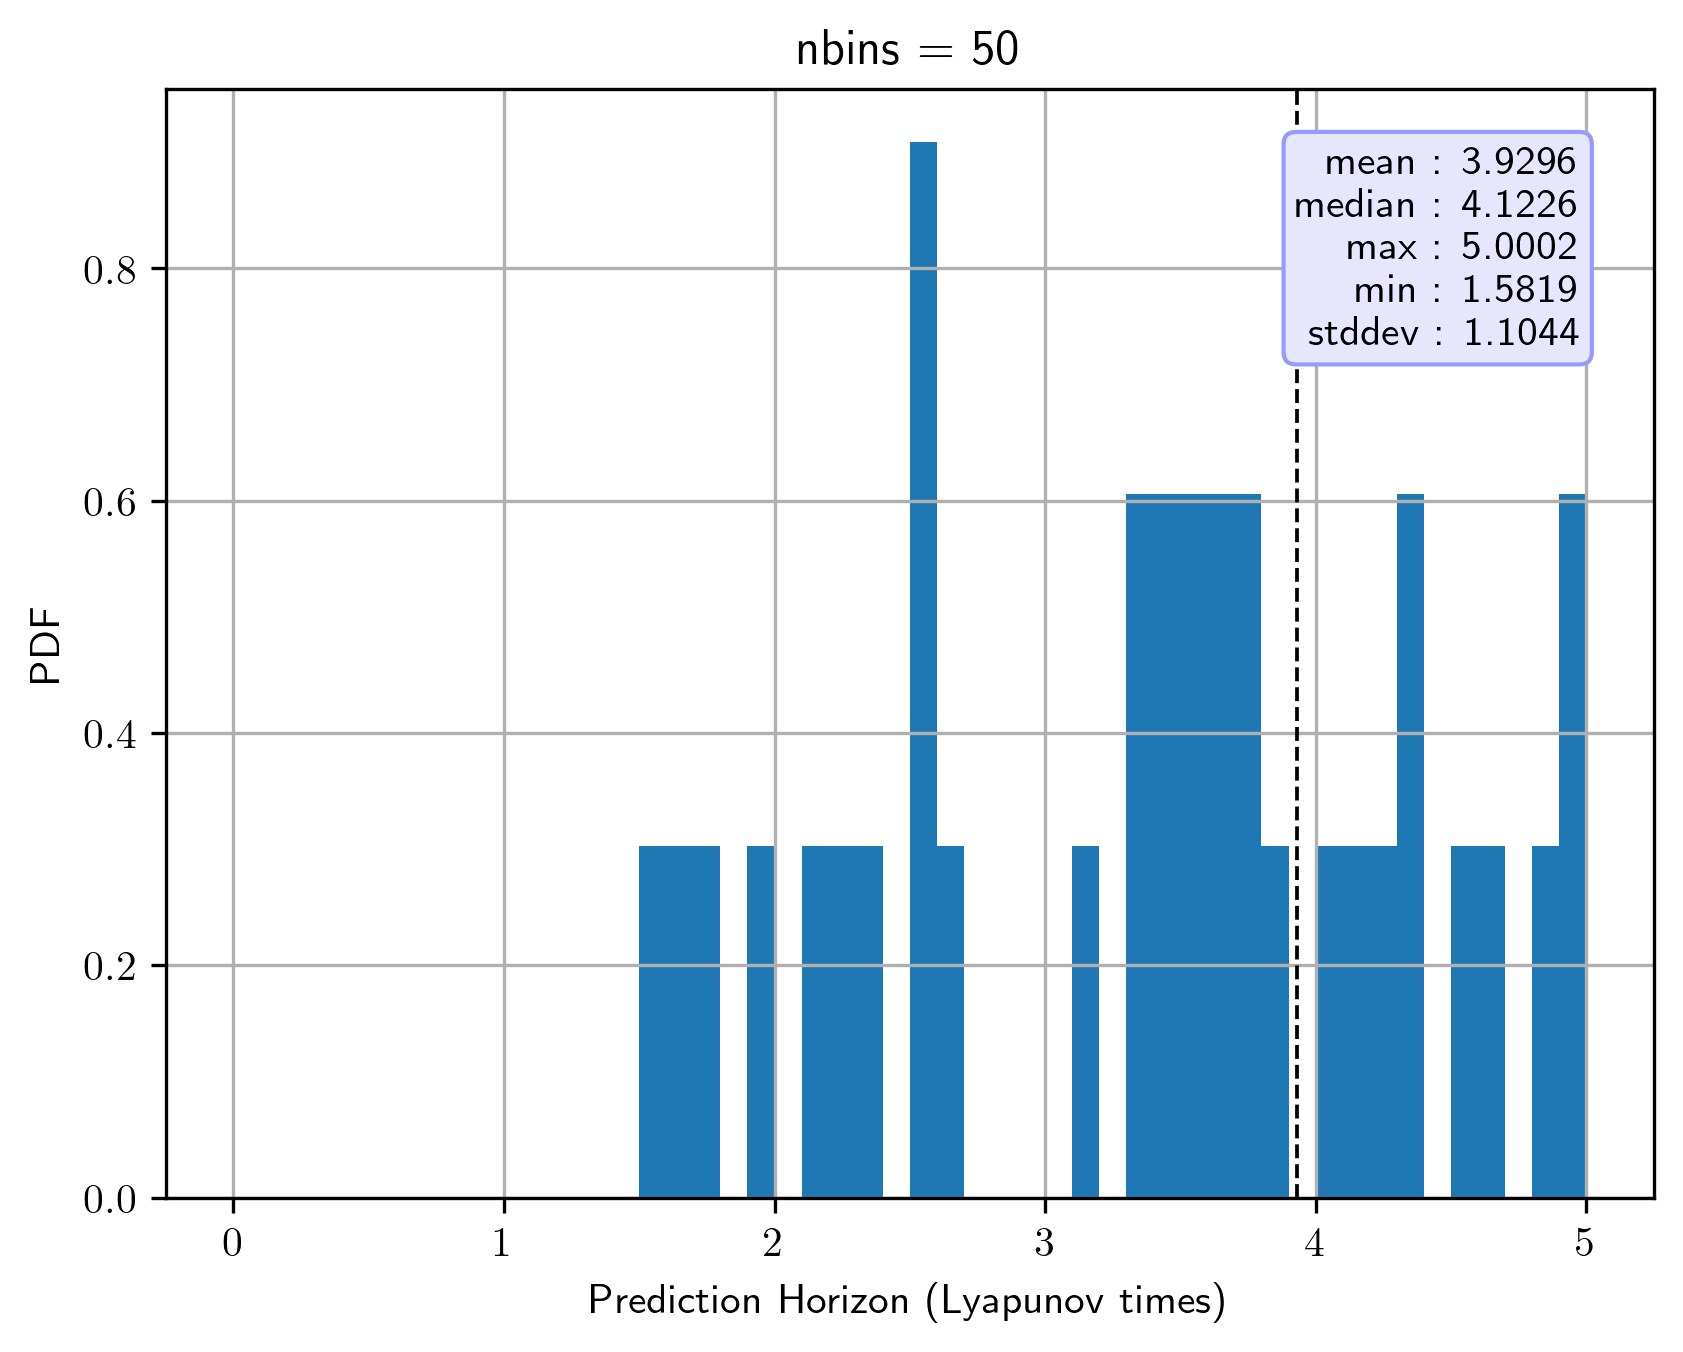 nbins = 50
mean : 3.9296
median : 4.1226
max : 5.0002
min : 1.5819
stddev : 1.1044
PDF
0.8
0.6
0.4
0.2
0.0
0 1 2 3 4 5
Prediction Horizon (Lyapunov times)